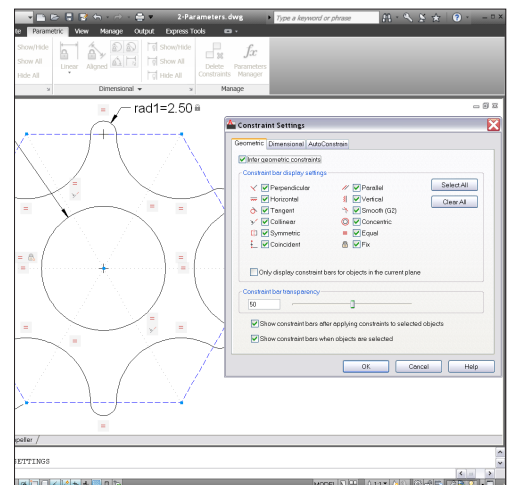 2-Parameters.dwg
Type a keyword or phrase
te Parametric View Manage Output Express Tools
Show/Hide
Show All
Hide All
Linear Aligned
Show/Hide
Show All
Hide All
Delete Constraints
Parameters Manager
Dimensional
Manage
rad1=2.50
Constraint Settings
Geometric Dimensional AutoConstrain
Infer geometric constraints
Constraint bar display settings
Perpendicular Parallel Select All
Horizontal Vertical Clear All
Tangent Smooth (G2)
Collinear Concentric
Symmetric Equal
Coincident Fix
Only display constraint bars for objects in the current plane
Constraint bar transparency
50
Show constraint bars after applying constraints to selected objects
Show constraint bars when objects are selected
OK Cancel Help
peller
SETTINGS
MODEL